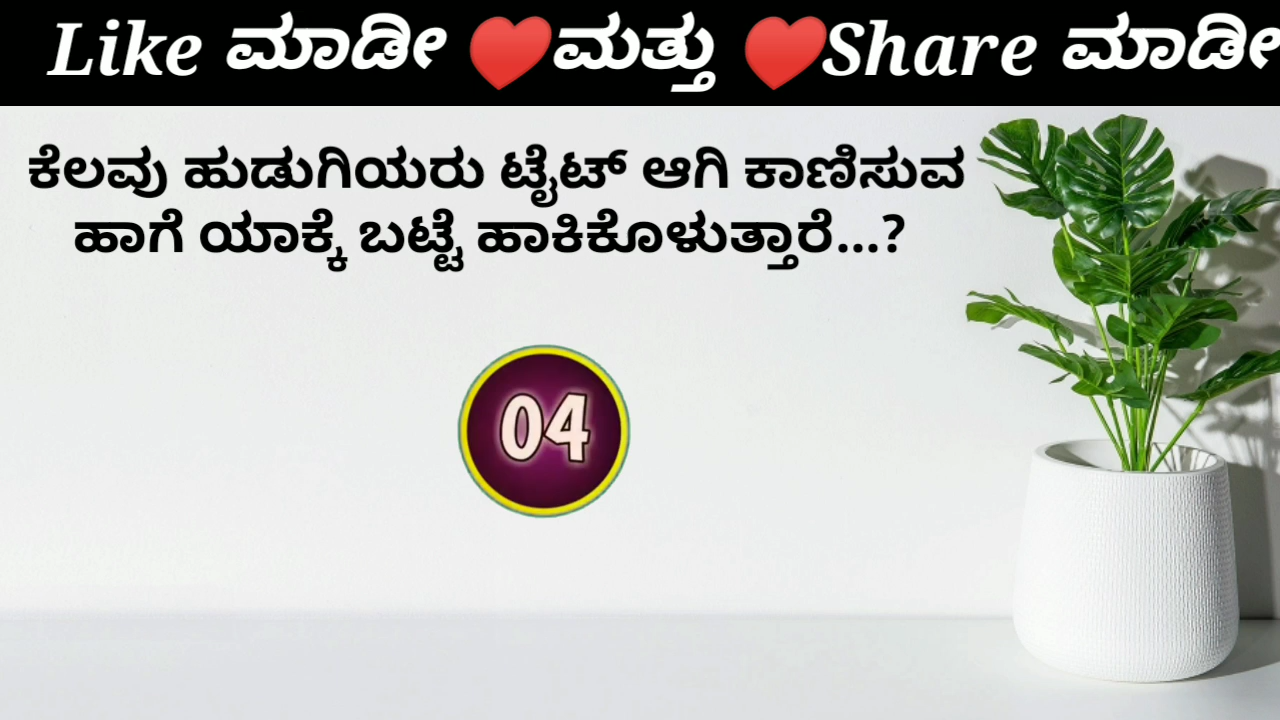 Like ಮಾಡೀ ❤️ಮತ್ತು ❤️Share ಮಾಡೀ
ಕೆಲವು ಹುಡುಗಿಯರು ಟೈಟ್ ಆಗಿ ಕಾಣಿಸುವ
ಹಾಗೆ ಯಾಕ್ಕೆ ಬಟ್ಟೆ ಹಾಕಿಕೊಳುತ್ತಾರೆ...?
04